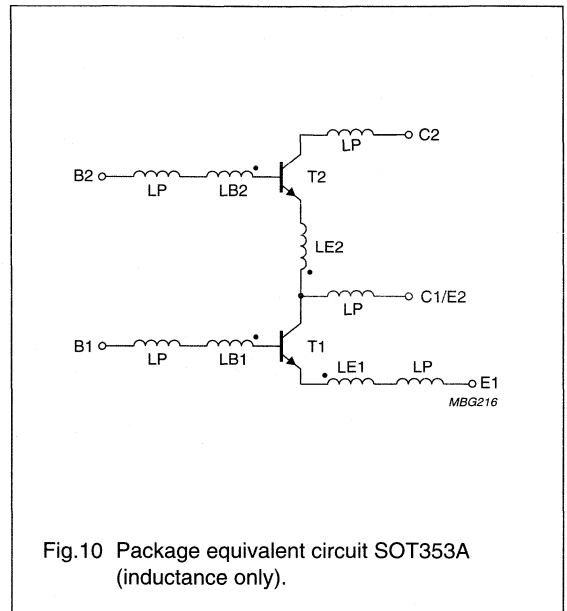 C2
LP
B2
T2
LP
LB2
LE2
C1/E2
LP
B1
T1
LP
LB1
LE1
LP
E1
MBG216
Fig.10 Package equivalent circuit SOT353A
(inductance only).